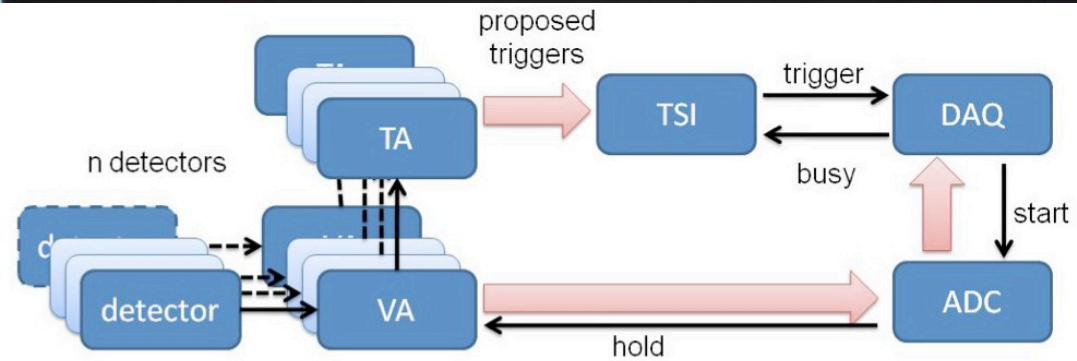 proposed
triggers
trigger
TSI
DAQ
TA
n detectors
busy
start
detector
VA
ADC
hold